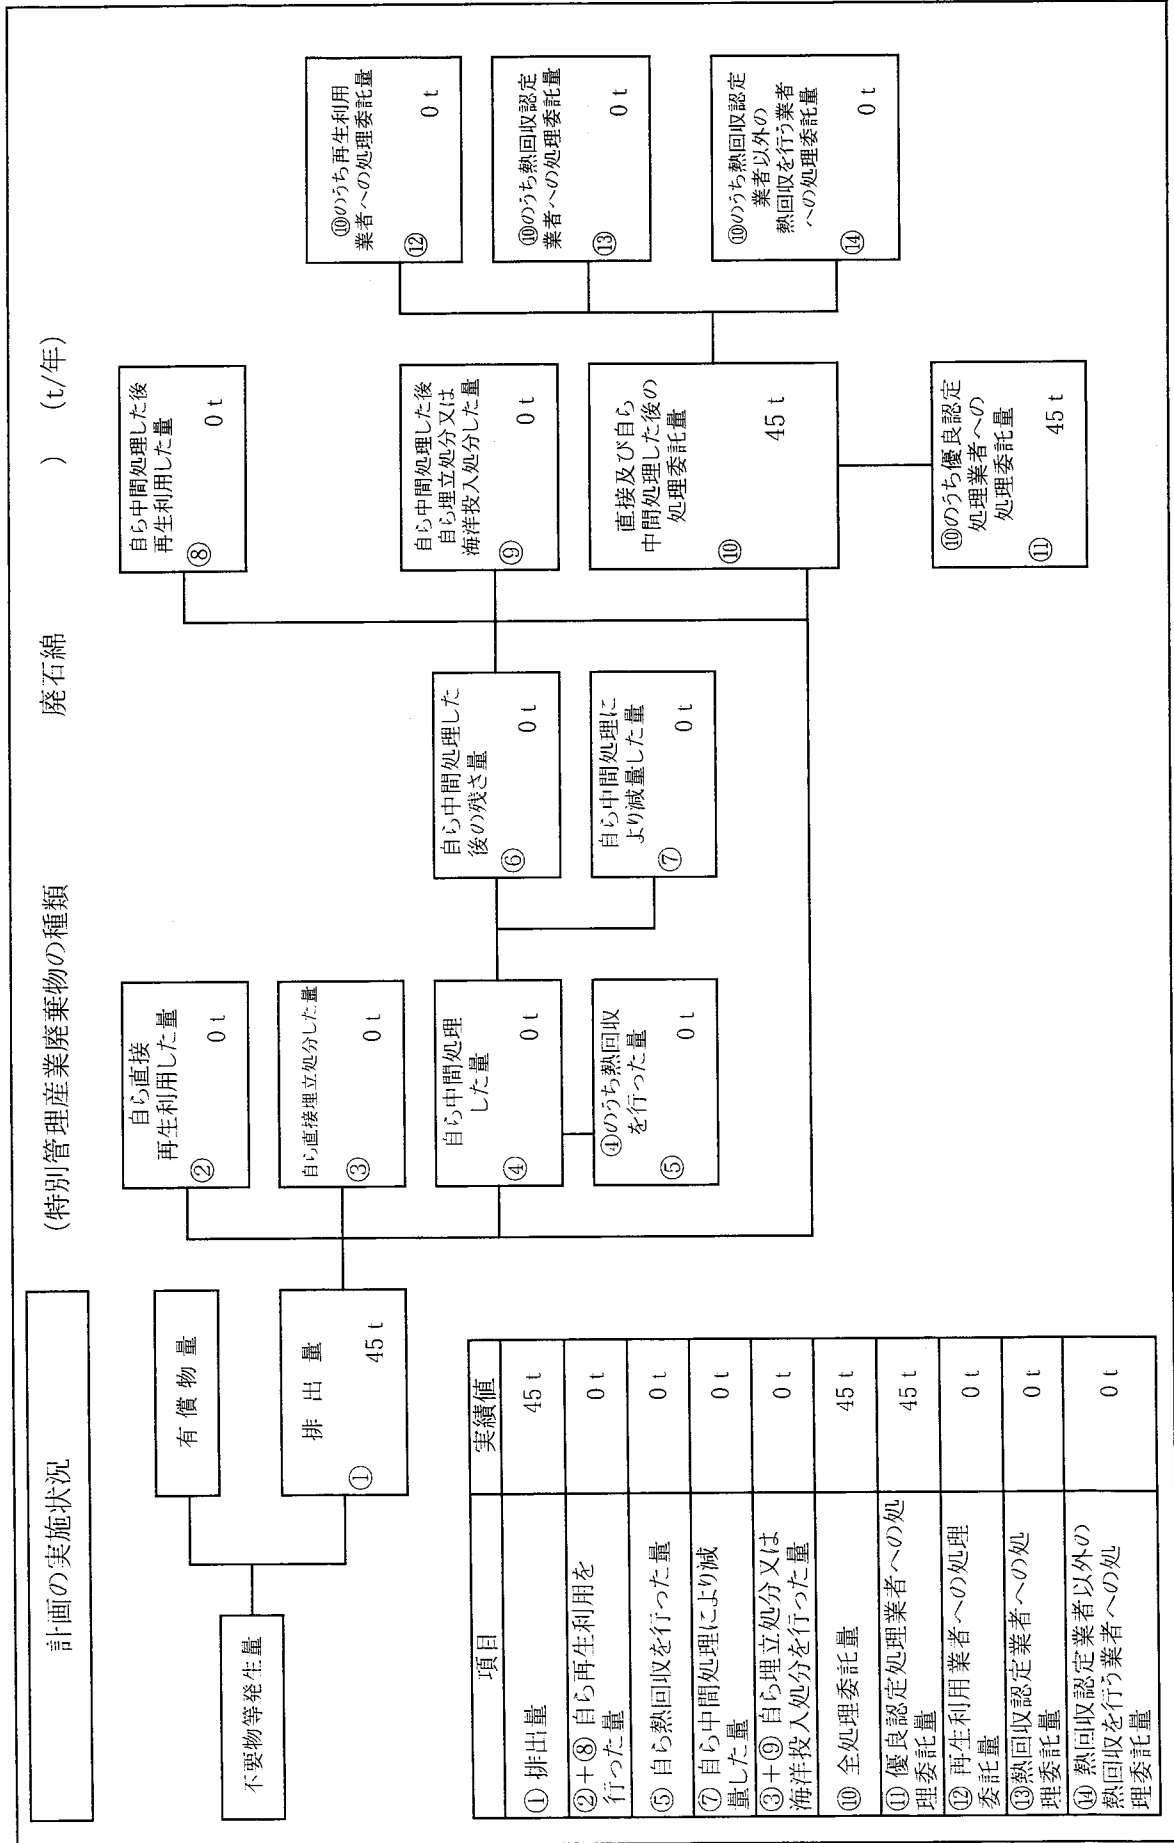 計画の実施状況
(特別管理産業廃棄物の種類 廃石綿 ) (t/年)
不要物等発生量
有償物量
排出量
① 45 t
自ら直接
再生利用した量
② 0 t
自ら直接埋立処分した量
③ 0 t
自ら中間処理
した量
④ 0 t
④のうち熱回収
を行った量
⑤ 0 t
自ら中間処理した
後の残さ量
⑥ 0 t
自ら中間処理に
より減量した量
⑦ 0 t
自ら中間処理した後
再生利用した量
⑧ 0 t
自ら中間処理した後
自ら埋立処分又は
海洋投入処分した量
⑨ 0 t
直接及び自ら
中間処理した後の
処理委託量
⑩ 45 t
⑩のうち優良認定
処理業者への
処理委託量
⑪ 45 t
⑩のうち再生利用
業者への処理委託量
⑫ 0 t
⑩のうち熱回収認定
業者への処理委託量
⑬ 0 t
⑩のうち熱回収認定
業者以外の
熱回収を行う業者
への処理委託量
⑭ 0 t
項目 実績値
① 排出量 45 t
②+⑧ 自ら再生利用を
行った量 0 t
⑤ 自ら熱回収を行った量 0 t
⑦ 自ら中間処理により減
量した量 0 t
③+⑨ 自ら埋立処分又は
海洋投入処分を行った量 0 t
⑩ 全処理委託量 45 t
⑪ 優良認定処理業者への処
理委託量 45 t
⑫ 再生利用業者への処理
委託量 0 t
⑬熱回収認定業者への処
理委託量 0 t
⑭ 熱回収認定業者以外の
熱回収を行う業者への処
理委託量 0 t